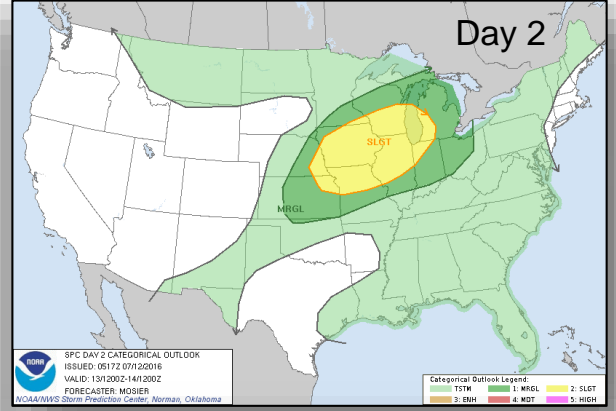 Day 2
SLGT
MRGL
NOAA
SPC DAY 2 CATEGORICAL OUTLOOK
ISSUED: 0517Z 07/12/2016
VALID: 13/1200Z-14/1200Z
FORECASTER: MOSIER
NOAA/NWS Storm Prediction Center, Norman, Oklahoma
Categorical Outlook Legend:
TSTM 1: MRGL 2: SLGT
3: ENH 4: MDT 5: HIGH